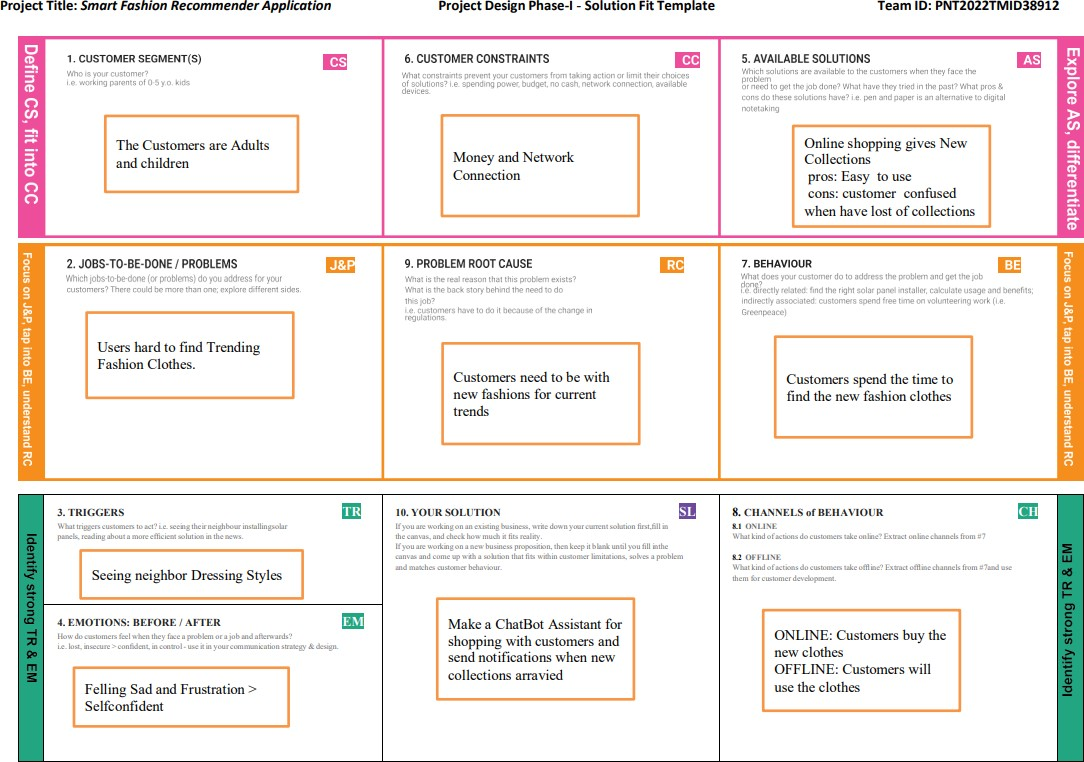 Project Title: Smart Fashion Recommender Application
Project Design Phase-I - Solution Fit Template
Team ID: PNT2022TMID38912
Define CS, fit into CC
1. CUSTOMER SEGMENT(S)
CS
Who is your customer?
i.e. working parents of 0-5 y.o. kids
The Customers are Adults
and children
6. CUSTOMER CONSTRAINTS
CC
What constraints prevent your customers from taking action or limit their choices
of solutions? i.e. spending power, budget, no cash, network connection, available
devices.
Money and Network
Connection
5. AVAILABLE SOLUTIONS
AS
Which solutions are available to the customers when they face the
problem
or need to get the job done? What have they tried in the past? What pros &
cons do these solutions have? i.e. pen and paper is an alternative to digital
notetaking
Online shopping gives New
Collections
pros: Easy to use
cons: customer confused
when have lost of collections
Explore AS, differentiate
Focus on J&P, tap into BE, understand RC
2. JOBS-TO-BE-DONE / PROBLEMS
J&P
Which jobs-to-be-done (or problems) do you address for your
customers? There could be more than one; explore different sides.
Users hard to find Trending
Fashion Clothes.
9. PROBLEM ROOT CAUSE
RC
What is the real reason that this problem exists?
What is the back story behind the need to do
this job?
i.e. customers have to do it because of the change in
regulations.
Customers need to be with
new fashions for current
trends
7. BEHAVIOUR
BE
What does your customer do to address the problem and get the job
done?
i.e. directly related: find the right solar panel installer, calculate usage and benefits;
indirectly associated: customers spend free time on volunteering work (i.e.
Greenpeace)
Customers spend the time to
find the new fashion clothes
Focus on J&P, tap into BE, understand RC
Identify strong TR & EM
3. TRIGGERS
TR
What triggers customers to act? i.e. seeing their neighbour installingsolar
panels, reading about a more efficient solution in the news.
Seeing neighbor Dressing Styles
4. EMOTIONS: BEFORE / AFTER
EM
How do customers feel when they face a problem or a job and afterwards?
i.e. lost, insecure > confident, in control - use it in your communication strategy & design.
Felling Sad and Frustration >
Selfconfident
10. YOUR SOLUTION
SL
If you are working on an existing business, write down your current solution first,fill in
the canvas, and check how much it fits reality.
If you are working on a new business proposition, then keep it blank until you fill inthe
canvas and come up with a solution that fits within customer limitations, solves a problem
and matches customer behaviour.
Make a ChatBot Assistant for
shopping with customers and
send notifications when new
collections arravied
8. CHANNELS of BEHAVIOUR
CH
8.1 ONLINE
What kind of actions do customers take online? Extract online channels from #7
8.2 OFFLINE
What kind of actions do customers take offline? Extract offline channels from #7and use
them for customer development.
ONLINE: Customers buy the
new clothes
OFFLINE: Customers will
use the clothes
Identify strong TR & EM